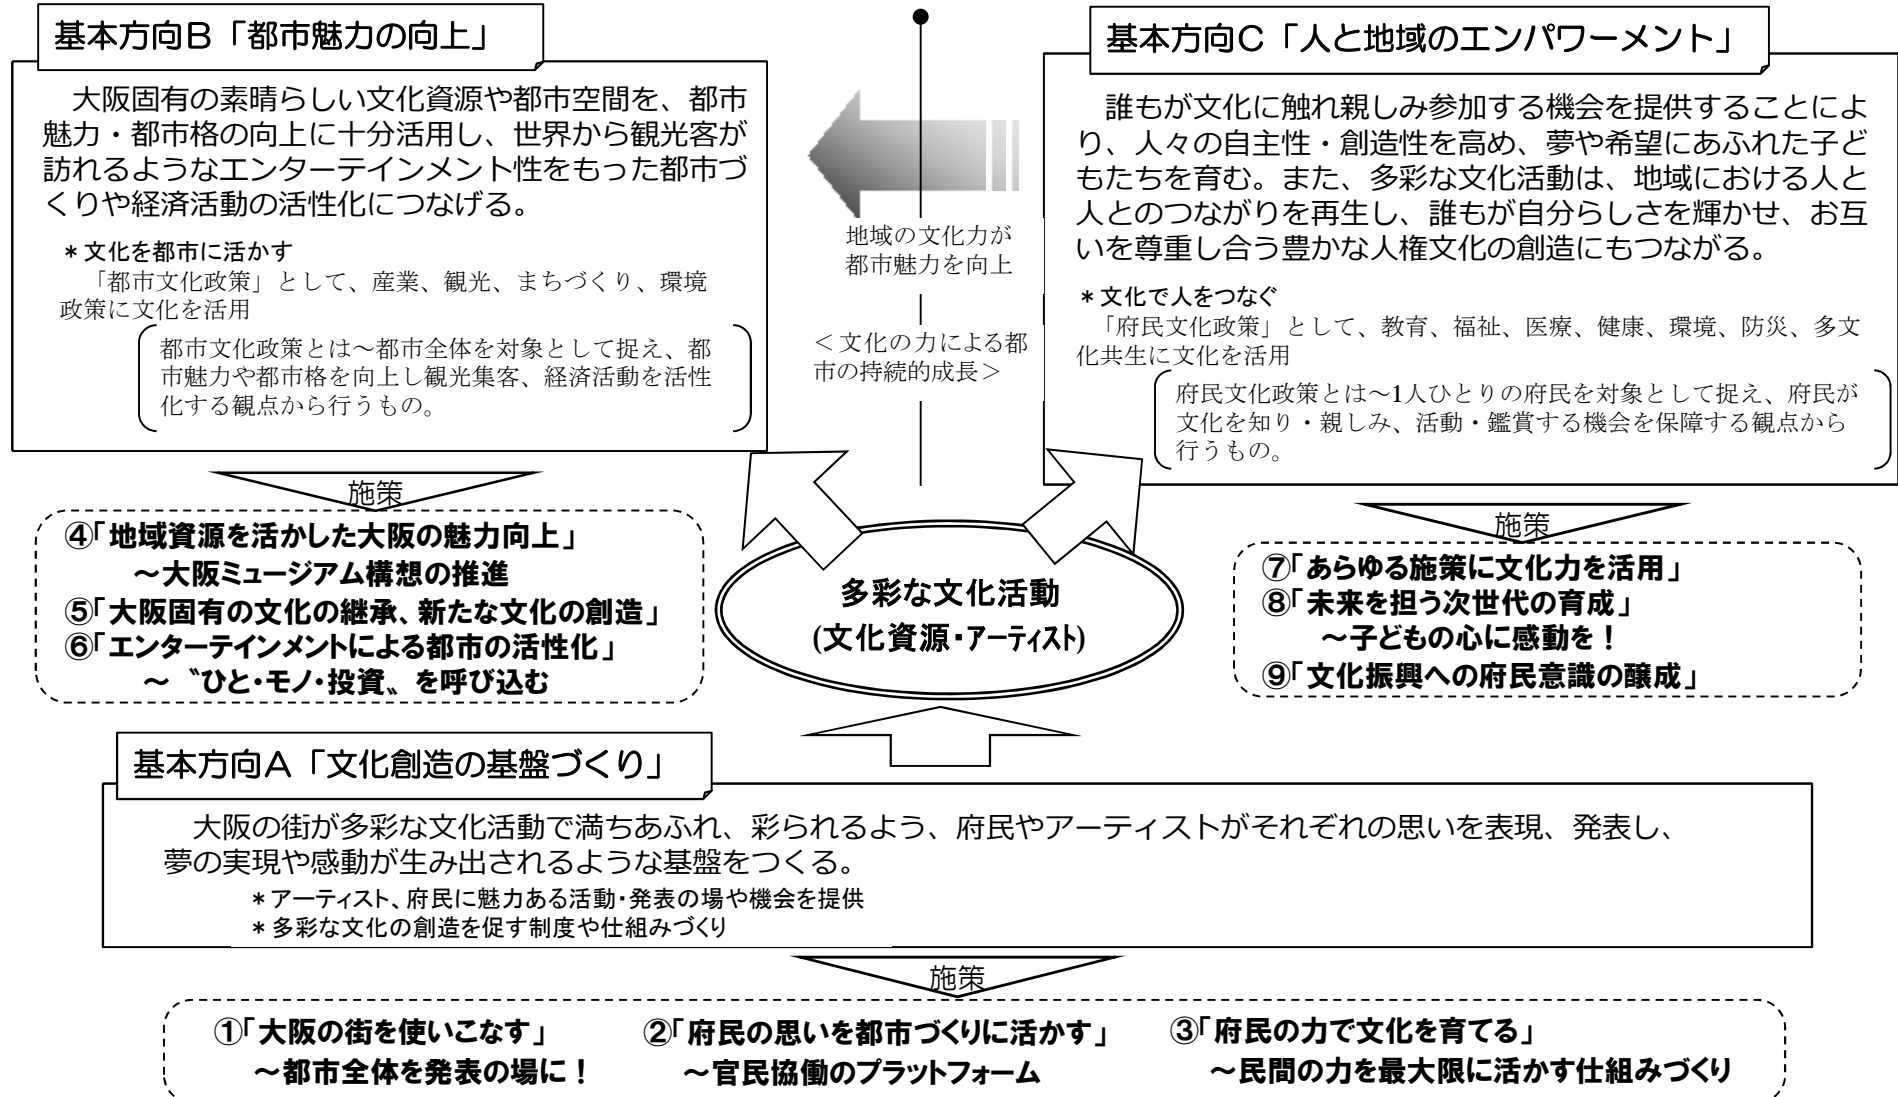 基本方向B「都市魅力の向上」
大阪固有の素晴らしい文化資源や都市空間を、都市
魅力・都市格の向上に十分活用し、世界から観光客が
訪れるようなエンターテインメント性をもった都市づ
くりや経済活動の活性化につなげる。
＊文化を都市に活かす
「都市文化政策」として、産業、観光、まちづくり、環境
政策に文化を活用
都市文化政策とは～都市全体を対象として捉え、都
市魅力や都市格を向上し観光集客、経済活動を活性
化する観点から行うもの。
施策
④「地域資源を活かした大阪の魅力向上」
～大阪ミュージアム構想の推進
⑤「大阪固有の文化の継承、新たな文化の創造」
⑥「エンターテインメントによる都市の活性化」
～〝ひと・モノ・投資〟を呼び込む
地域の文化力が
都市魅力を向上
＜文化の力による都
市の持続的成長＞
基本方向C「人と地域のエンパワーメント」
誰もが文化に触れ親しみ参加する機会を提供することによ
り、人々の自主性・創造性を高め、夢や希望にあふれた子ど
もたちを育む。また、多彩な文化活動は、地域における人と
人とのつながりを再生し、誰もが自分らしさを輝かせ、お互
いを尊重し合う豊かな人権文化の創造にもつながる。
＊文化で人をつなぐ
「府民文化政策」として、教育、福祉、医療、健康、環境、防災、多文
化共生に文化を活用
府民文化政策とは～1人ひとりの府民を対象として捉え、府民が
文化を知り・親しみ、活動・鑑賞する機会を保障する観点から
行うもの。
施策
⑦「あらゆる施策に文化力を活用」
⑧「未来を担う次世代の育成」
～子どもの心に感動を！
⑨「文化振興への府民意識の醸成」
多彩な文化活動
(文化資源・アーティスト)
基本方向A「文化創造の基盤づくり」
大阪の街が多彩な文化活動で満ちあふれ、彩られるよう、府民やアーティストがそれぞれの思いを表現、発表し、
夢の実現や感動が生み出されるような基盤をつくる。
＊アーティスト、府民に魅力ある活動・発表の場や機会を提供
＊多彩な文化の創造を促す制度や仕組みづくり
施策
①「大阪の街を使いこなす」
～都市全体を発表の場に！
②「府民の思いを都市づくりに活かす」
～官民協働のプラットフォーム
③「府民の力で文化を育てる」
～民間の力を最大限に活かす仕組みづくり